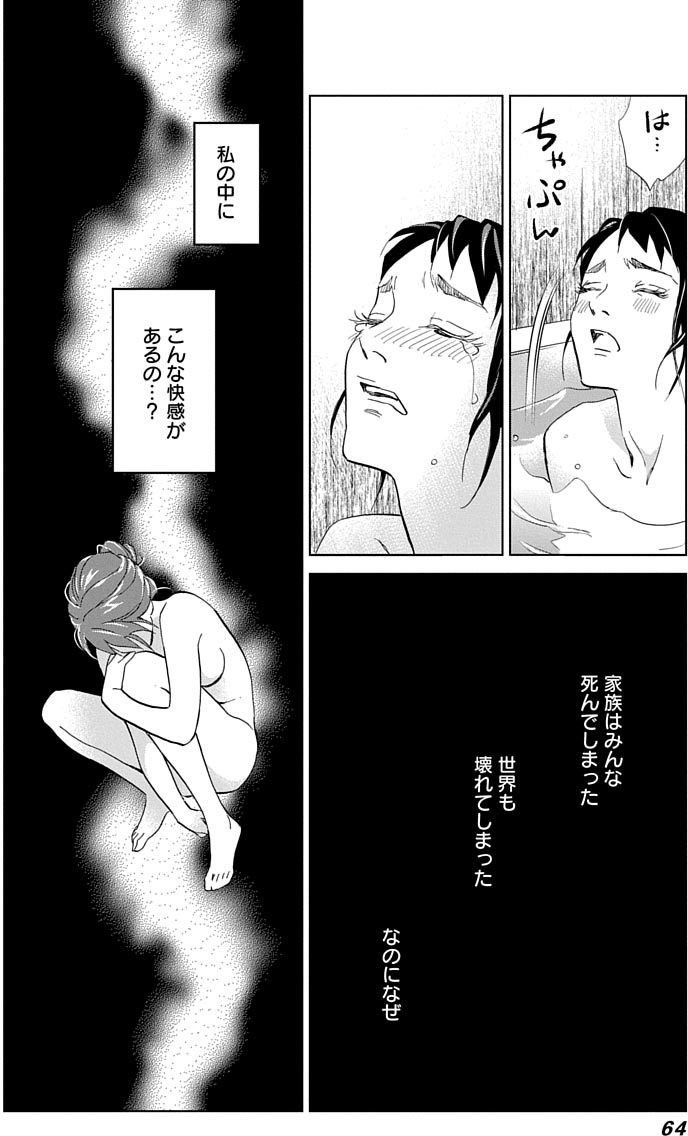 は…
ちゃぷん
家族はみんな
死んでしまった
世界も
壊れてしまった
なのになぜ
私の中に
こんな快感が
あるの…?
64